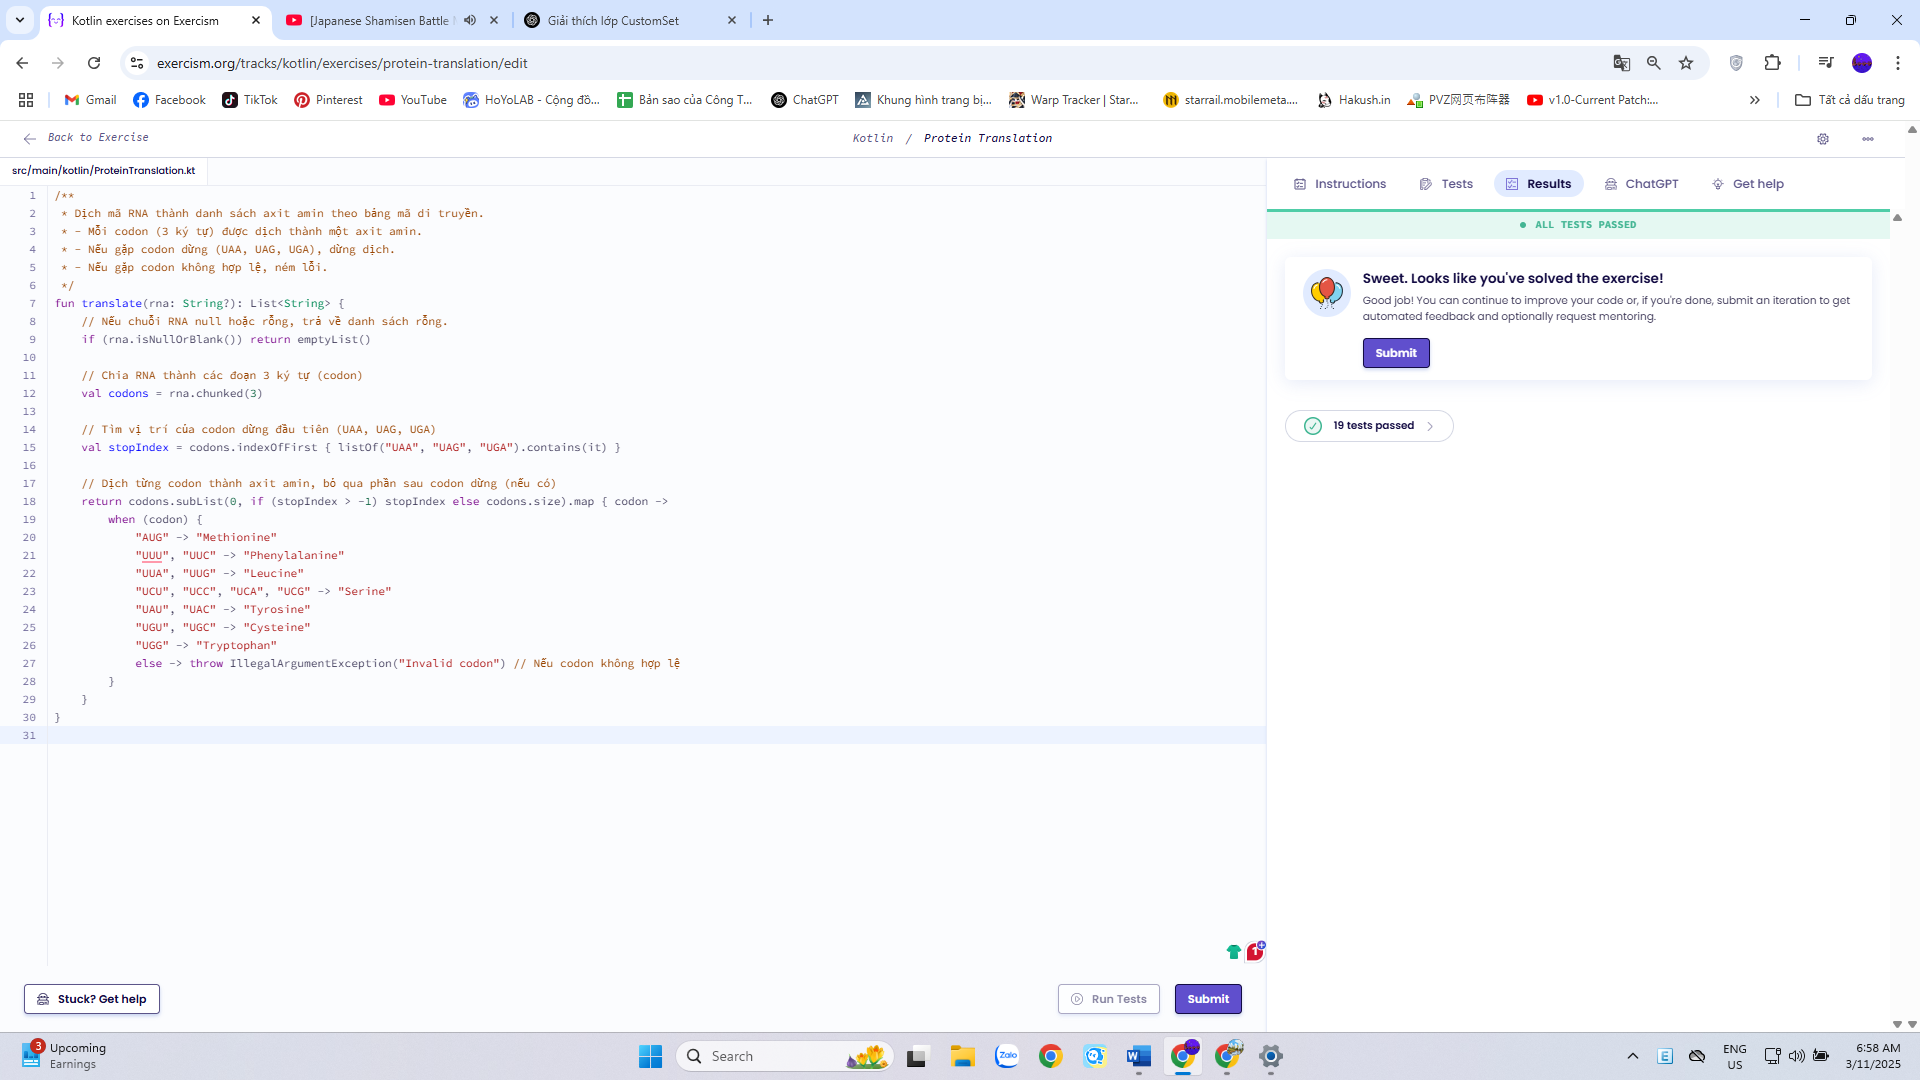 Kotlin exercises on Exercism
[Japanese Shamisen Battle M
Giải thích lớp CustomSet
exercism.org/tracks/kotlin/exercises/protein-translation/edit
Gmail
Facebook
TikTok
Pinterest
YouTube
HoYoLAB - Cộng đồ...
Bản sao của Công T...
ChatGPT
Khung hình trang bị...
Warp Tracker | Star...
starrail.mobilemeta....
Hakush.in
PVZ网页布阵器
v1.0-Current Patch:...
Tất cả dấu trang
Back to Exercise
Kotlin / Protein Translation
src/main/kotlin/ProteinTranslation.kt
1 /**
2 * Dịch mã RNA thành danh sách axit amin theo bảng mã di truyền.
3 * - Mỗi codon (3 ký tự) được dịch thành một axit amin.
4 * - Nếu gặp codon dừng (UAA, UAG, UGA), dừng dịch.
5 * - Nếu gặp codon không hợp lệ, ném lỗi.
6 */
7 fun translate(rna: String?): List<String> {
8 // Nếu chuỗi RNA null hoặc rỗng, trả về danh sách rỗng.
9 if (rna.isNullOrBlank()) return emptyList()
10
11 // Chia RNA thành các đoạn 3 ký tự (codon)
12 val codons = rna.chunked(3)
13
14 // Tìm vị trí của codon dừng đầu tiên (UAA, UAG, UGA)
15 val stopIndex = codons.indexOfFirst { listOf("UAA", "UAG", "UGA").contains(it) }
16
17 // Dịch từng codon thành axit amin, bỏ qua phần sau codon dừng (nếu có)
18 return codons.subList(0, if (stopIndex > -1) stopIndex else codons.size).map { codon ->
19 when (codon) {
20 "AUG" -> "Methionine"
21 "UUU", "UUC" -> "Phenylalanine"
22 "UUA", "UUG" -> "Leucine"
23 "UCU", "UCC", "UCA", "UCG" -> "Serine"
24 "UAU", "UAC" -> "Tyrosine"
25 "UGU", "UGC" -> "Cysteine"
26 "UGG" -> "Tryptophan"
27 else -> throw IllegalArgumentException("Invalid codon") // Nếu codon không hợp lệ
28 }
29 }
30 }
31
Instructions
Tests
Results
ChatGPT
Get help
ALL TESTS PASSED
Sweet. Looks like you've solved the exercise!
Good job! You can continue to improve your code or, if you're done, submit an iteration to get
automated feedback and optionally request mentoring.
Submit
19 tests passed
1
Stuck? Get help
Run Tests
Submit
3
Upcoming
Earnings
Search
Zalo
ENG
US
6:58 AM
3/11/2025